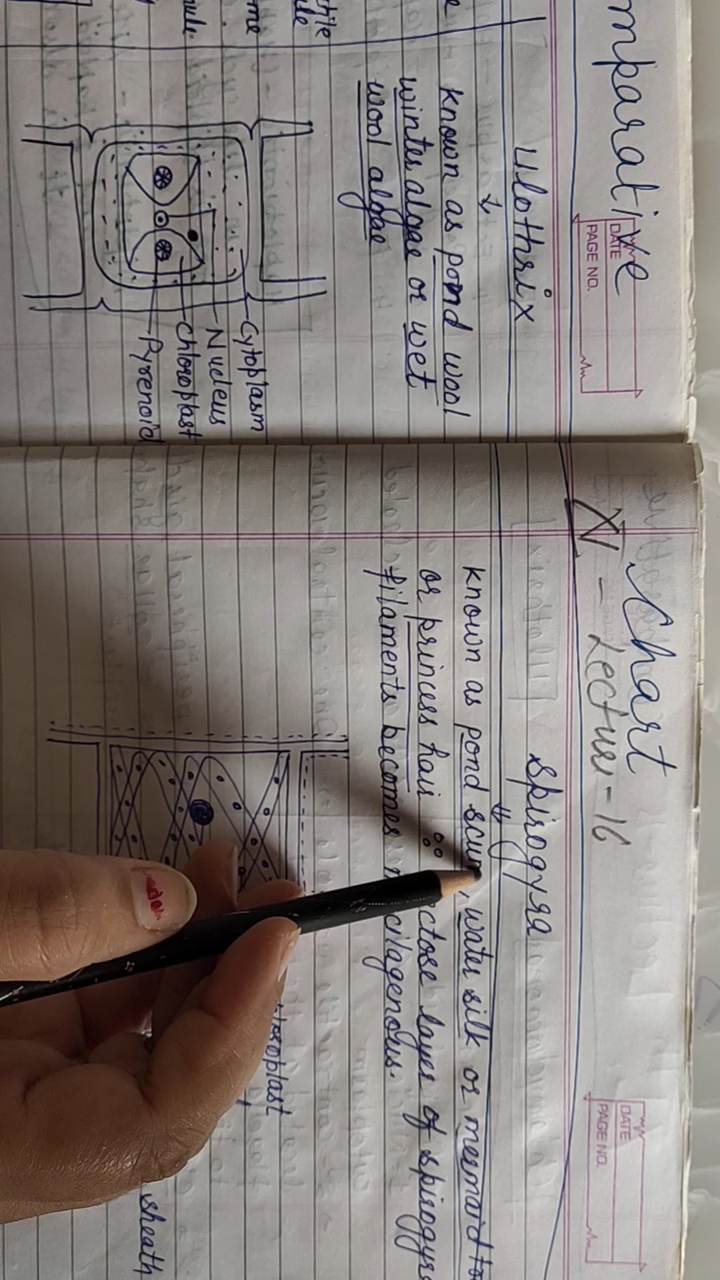 mparative Chart
XI - Lecture-16
DATE
PAGE NO.
DATE
PAGE NO.
Ulothrix
known as pond wool
winter algae or wet
wool algae
Cytoplasm
Nucleus
Chloroplast
Pyrenoid
Spirogyra
known as pond scum, water silk or mermaid
or princess hair ctose layer of spirogyra
filaments becomes cilagenous.
sheath